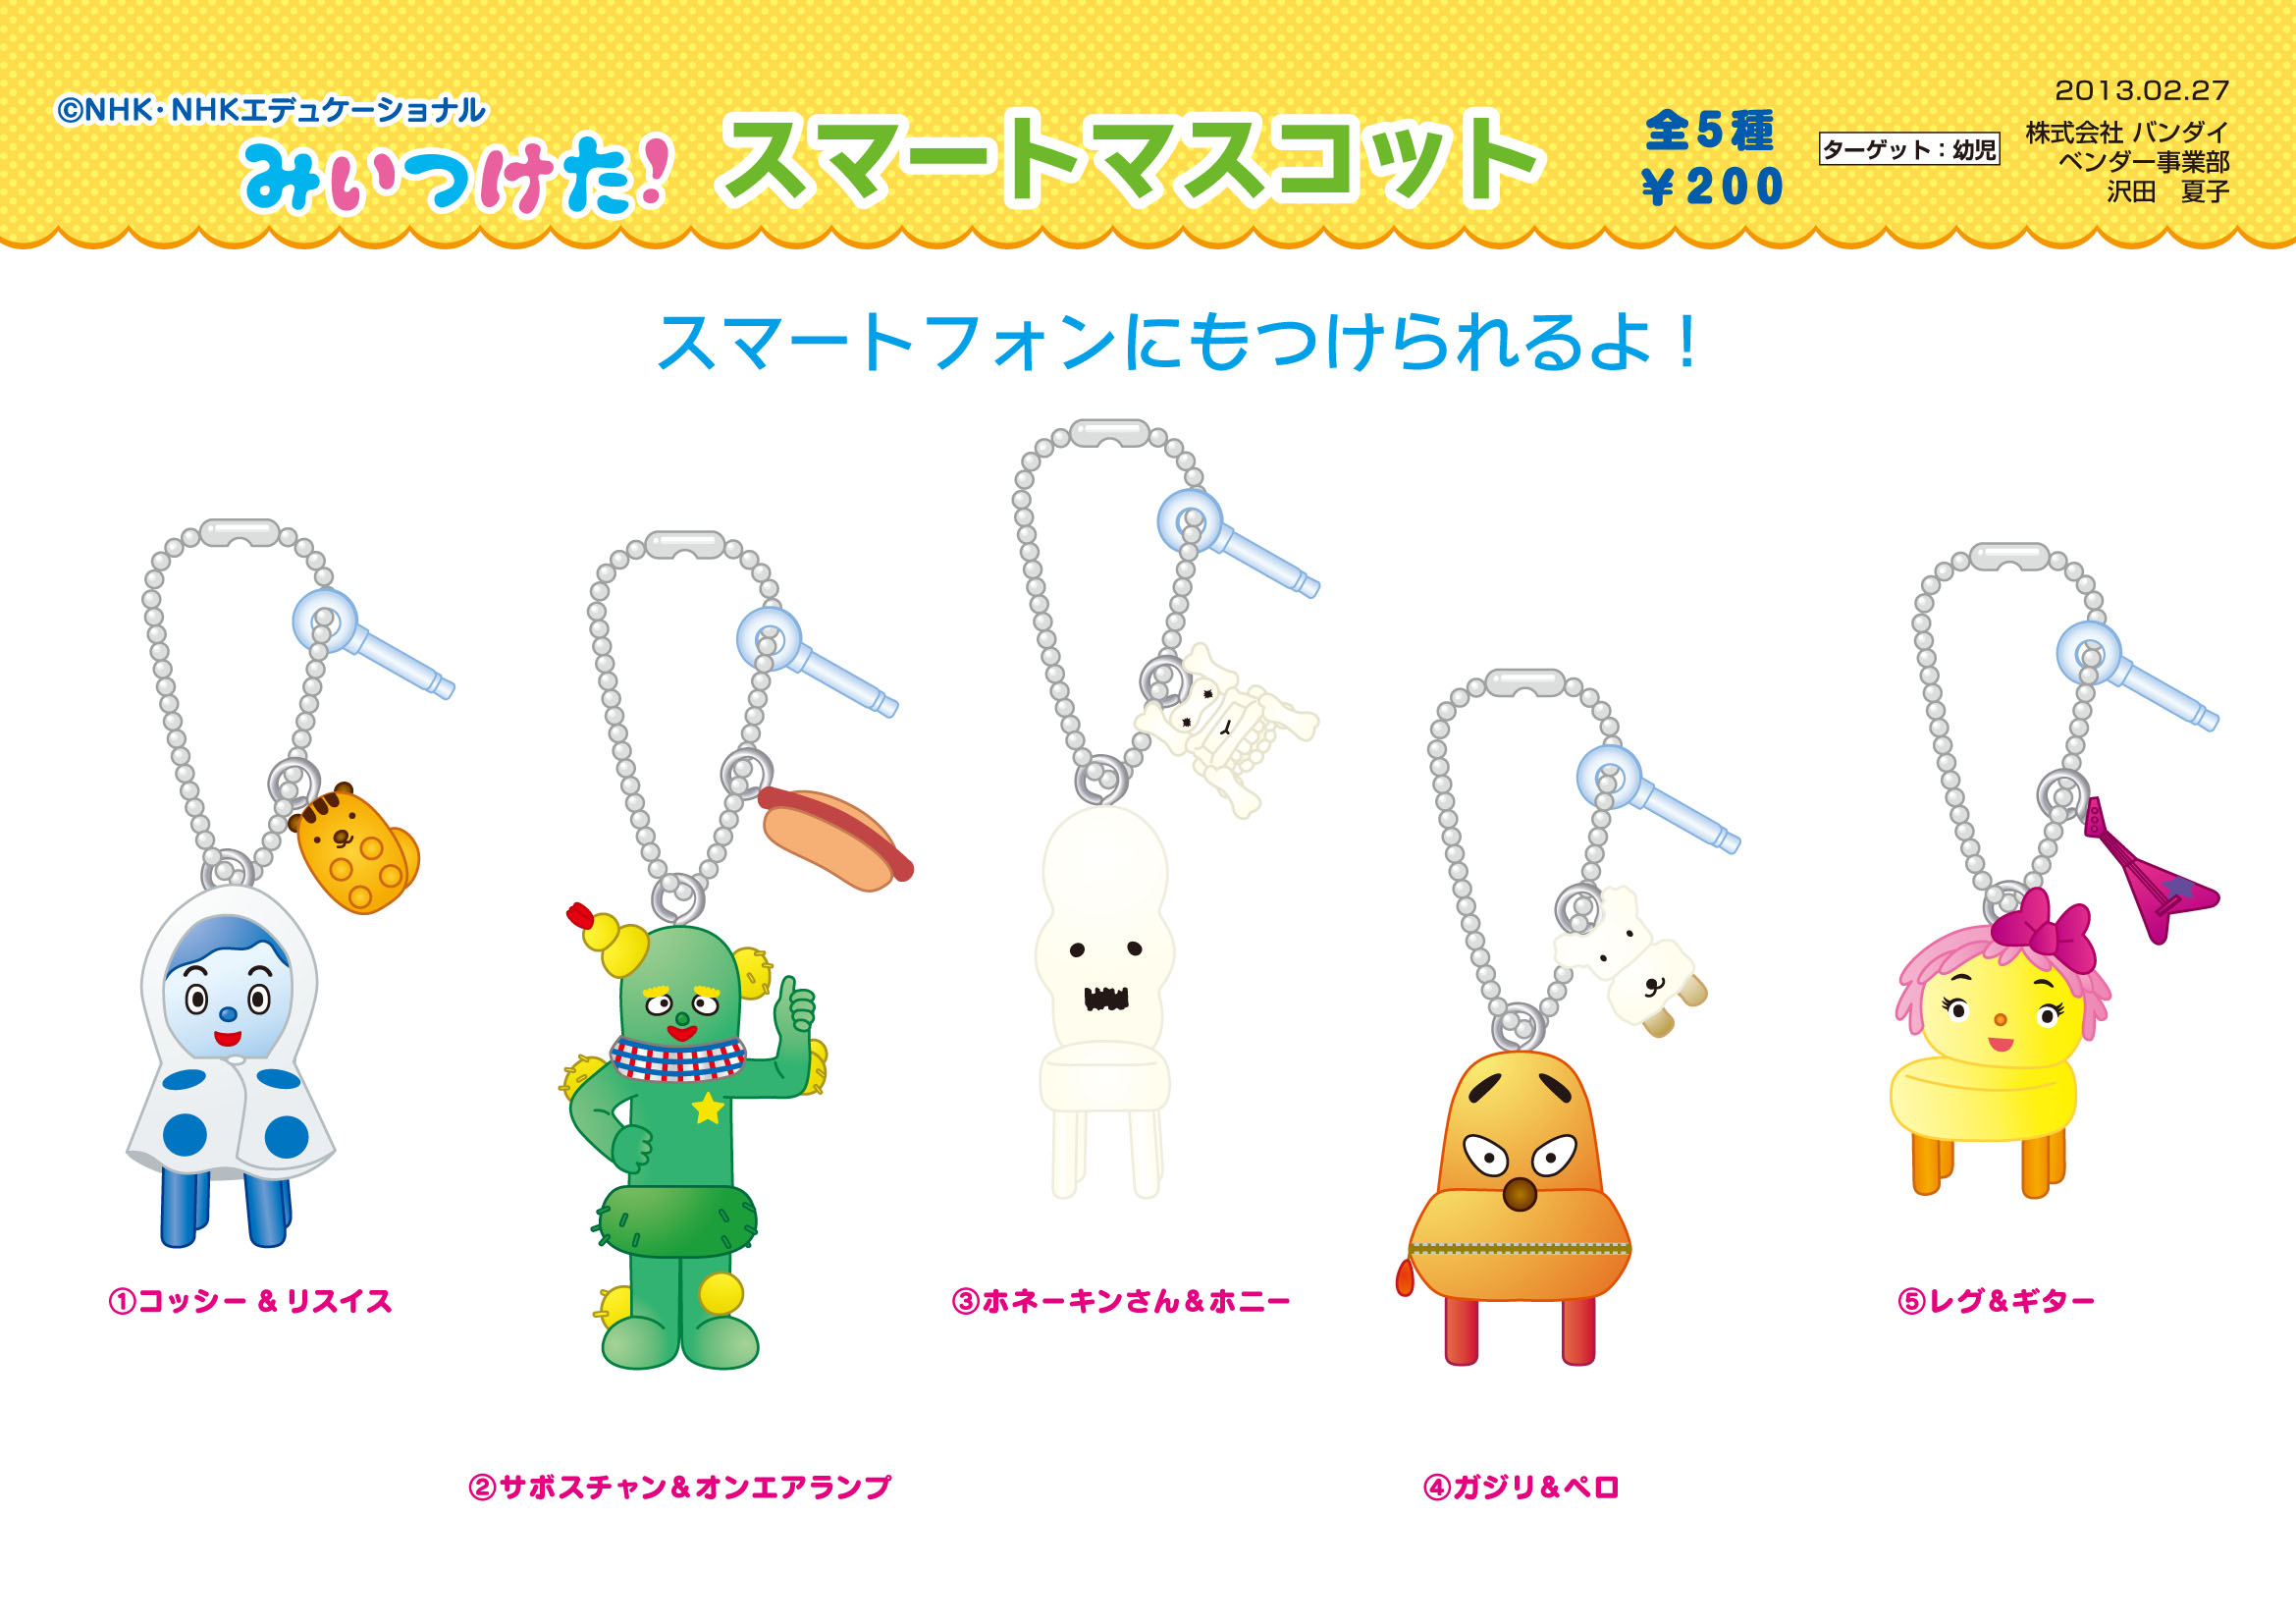 ©NHK・NHKエデュケーショナル
みいつけた!
スマートマスコット
全5種
¥200
ターゲット:幼児
2013.02.27
株式会社 バンダイ
ベンダー事業部
沢田 夏子
スマートフォンにもつけられるよ!
①コッシー & リスイス
③ホネーキンさん&ホニー
⑤レグ&ギター
②サボスチャン&オンエアランプ
④ガジリ&ペロ